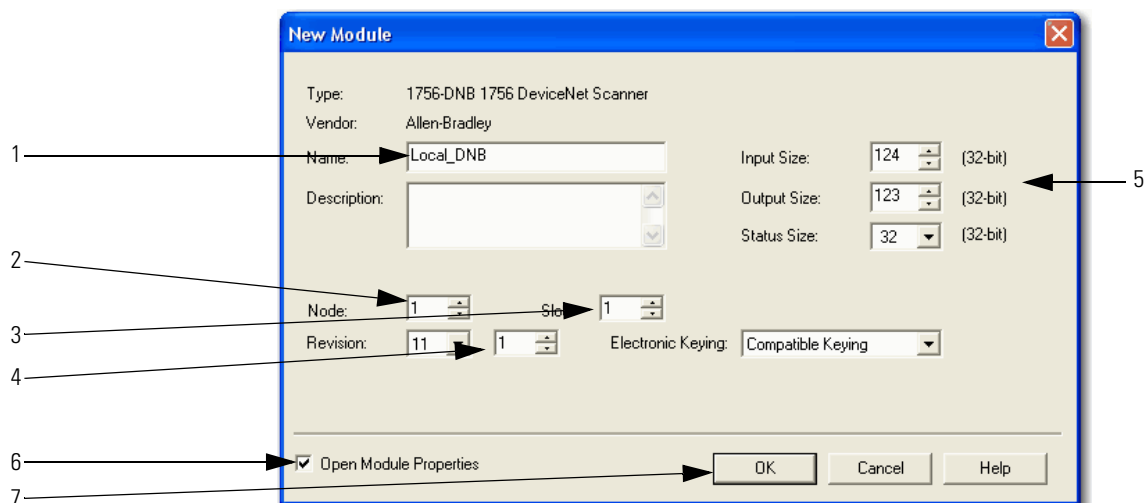 New Module
Type: 1756-DNB 1756 DeviceNet Scanner
Vendor: Allen-Bradley
1 Name: Local_DNB Input Size: 124 (32-bit)
5
Description: Output Size: 123 (32-bit)
Status Size: 32 (32-bit)
2
Node: 1 Slo 1
3
Revision: 11 1 Electronic Keying: Compatible Keying
4
6 Open Module Properties OK Cancel Help
7